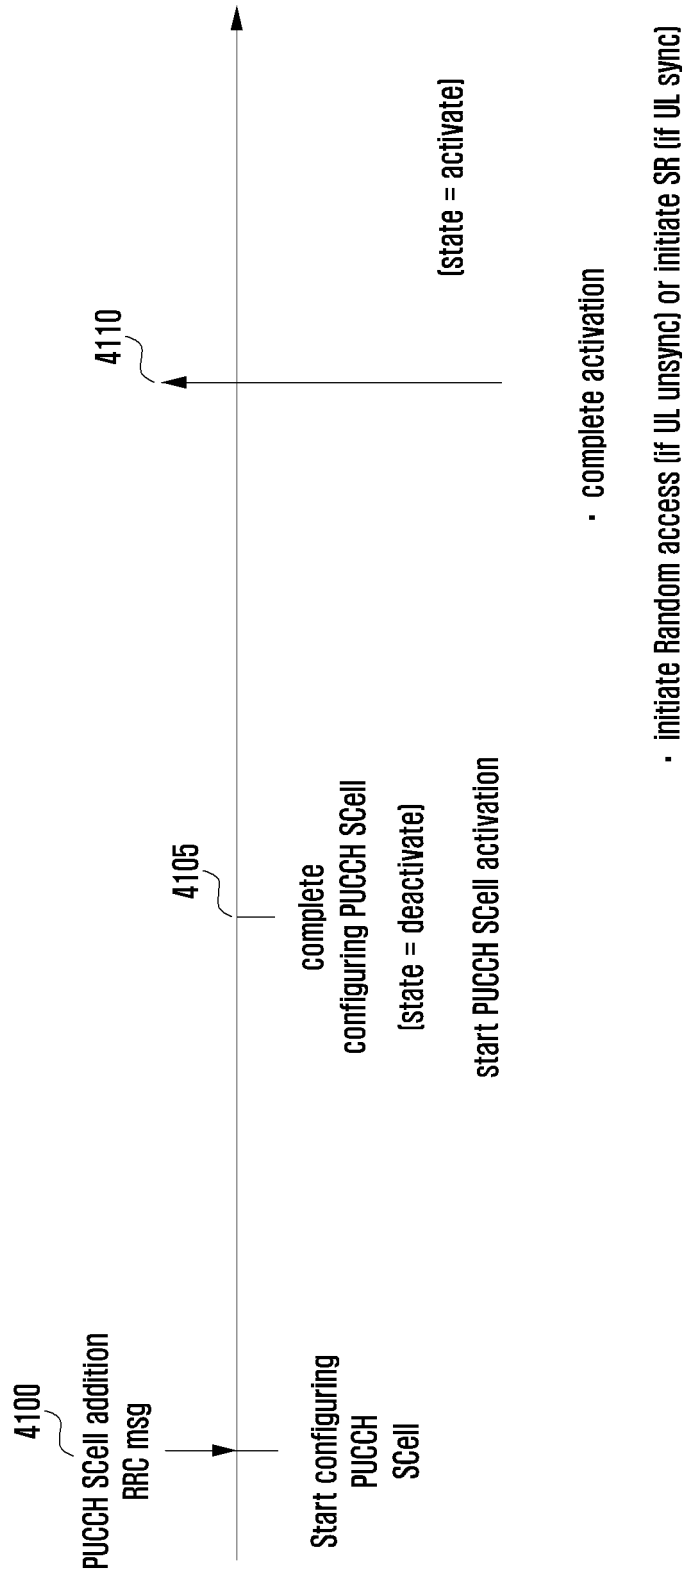 4100
PUCCH SCell addition
RRC msg
Start configuring
PUCCH
SCell
4105
complete
configuring PUCCH SCell
(state = deactivate)
start PUCCH SCell activation
4110
(state = activate)
· complete activation
· initiate Random access (if UL unsync) or initiate SR (if UL sync)